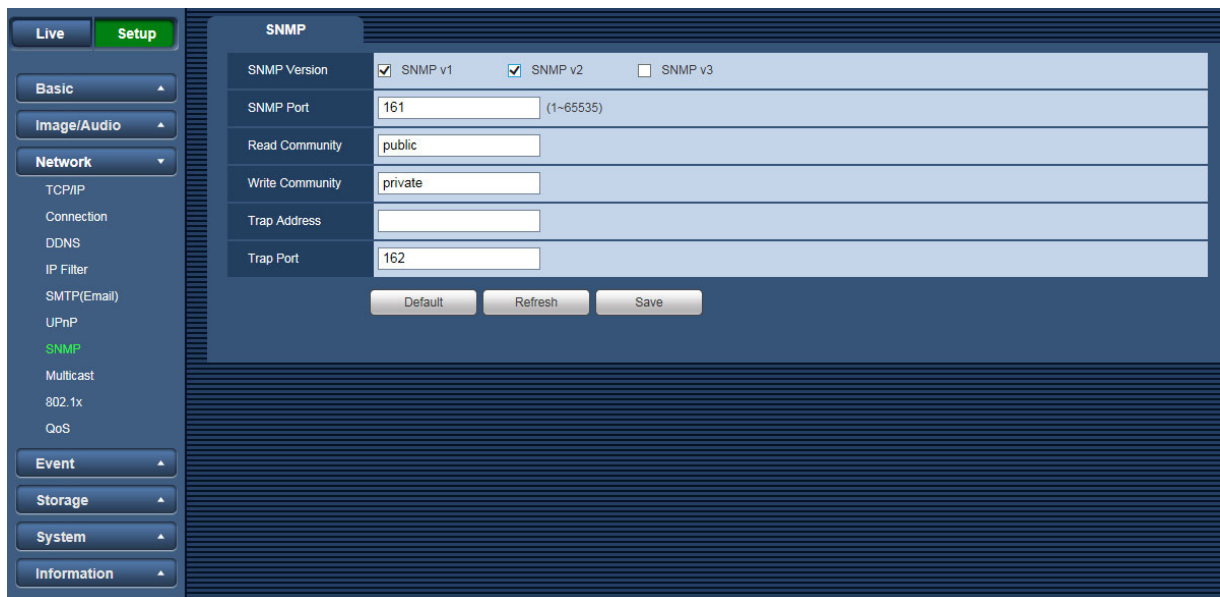 Live Setup
Basic
Image/Audio
Network
TCP/IP
Connection
DDNS
IP Filter
SMTP(Email)
UPnP
SNMP
Multicast
802.1x
QoS
Event
Storage
System
Information
SNMP
SNMP Version SNMP v1 SNMP v2 SNMP v3
SNMP Port 161 (1~65535)
Read Community public
Write Community private
Trap Address
Trap Port 162
Default Refresh Save